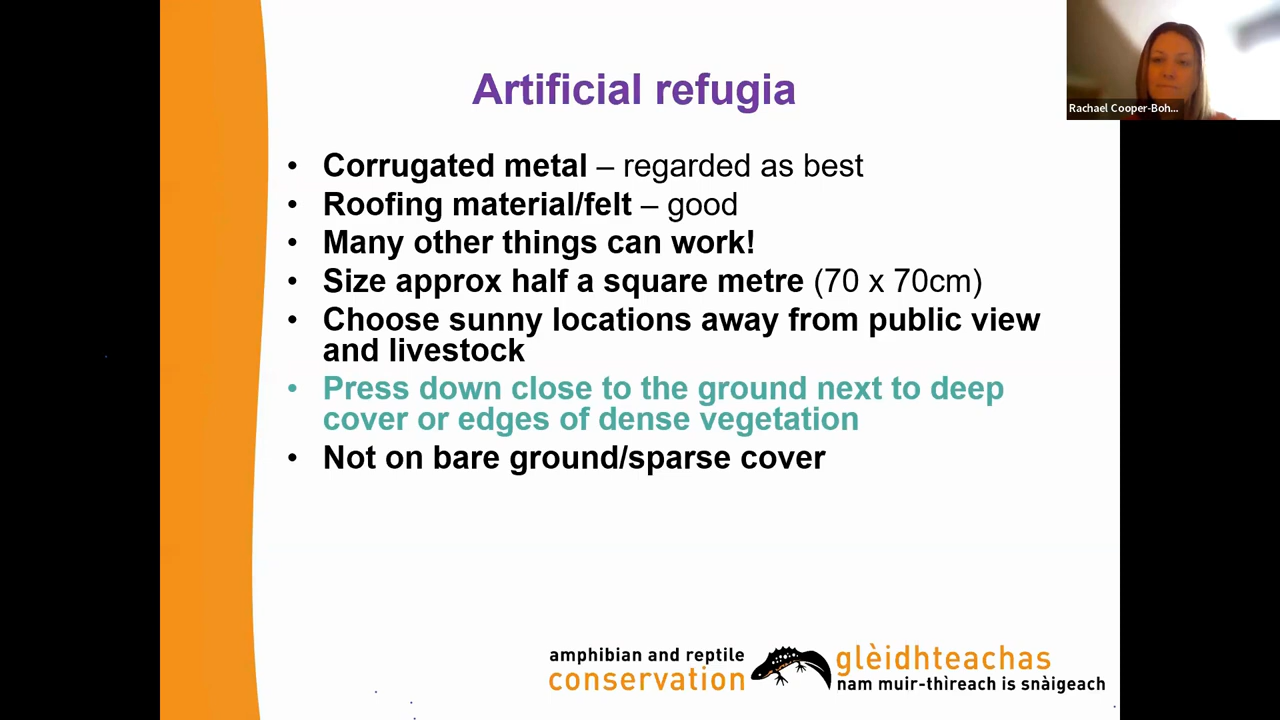 Artificial refugia
Rachael Cooper-Boh...
• Corrugated metal – regarded as best
• Roofing material/felt – good
• Many other things can work!
• Size approx half a square metre (70 x 70cm)
• Choose sunny locations away from public view
and livestock
• Press down close to the ground next to deep
cover or edges of dense vegetation
• Not on bare ground/sparse cover
amphibian and reptile
conservation
glèidhteachas
nam muir-thìreach is snàigeach